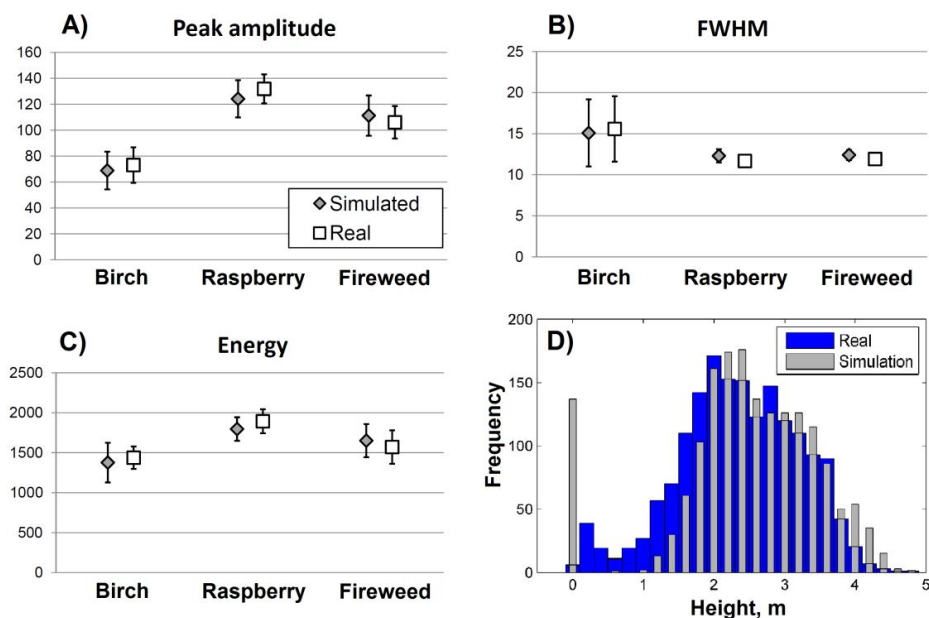 A)
Peak amplitude
160
140
120
100
80
60
40
20
0
Simulated
Real
Birch Raspberry Fireweed
B)
FWHM
25
20
15
10
5
0
Birch Raspberry Fireweed
C)
Energy
2500
2000
1500
1000
500
0
Birch Raspberry Fireweed
D)
Real
Simulation
Frequency
200
150
100
50
0
0 1 2 3 4 5
Height, m